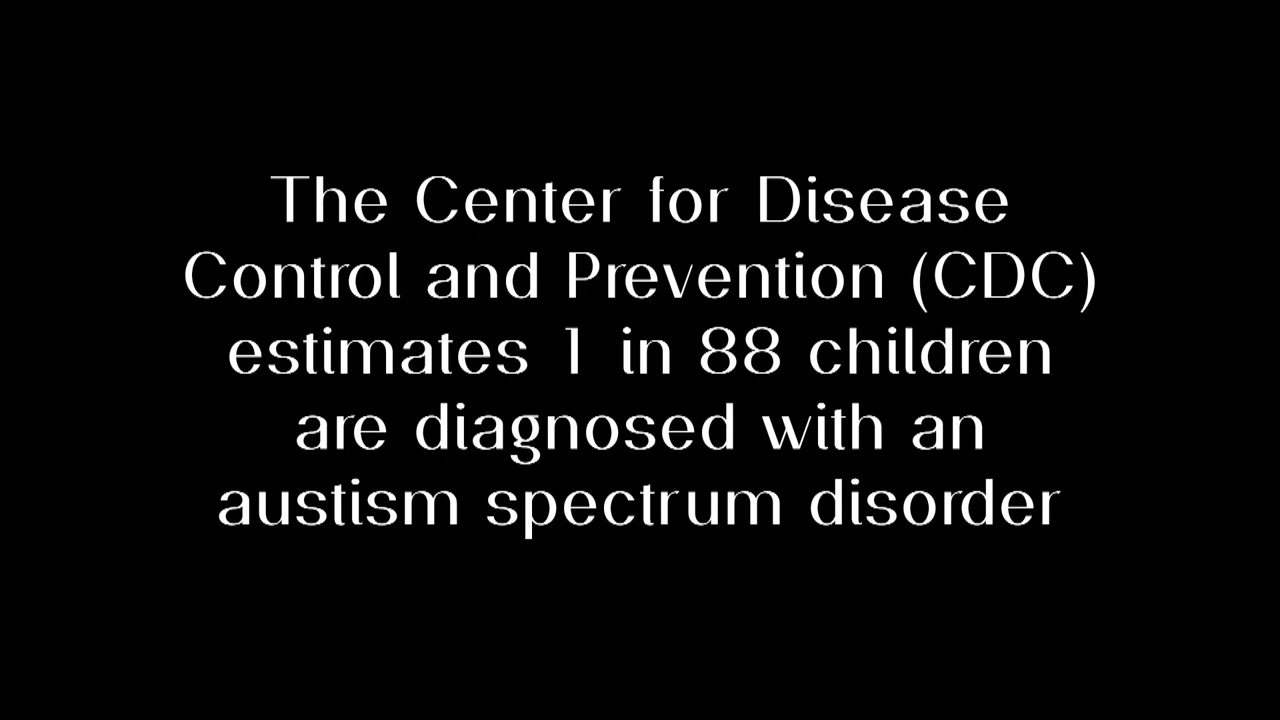 The Center for Disease
Control and Prevention (CDC)
estimates 1 in 88 children
are diagnosed with an
austism spectrum disorder